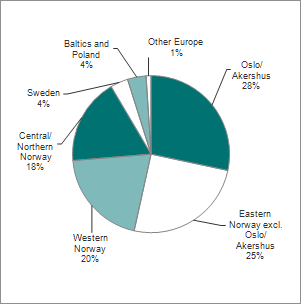 Other Europe
1%
Oslo/
Akershus
28%
Eastern
Norway excl.
Oslo/
Akershus
25%
Western
Norway
20%
Central/
Northern
Norway
18%
Sweden
4%
Baltics and
Poland
4%